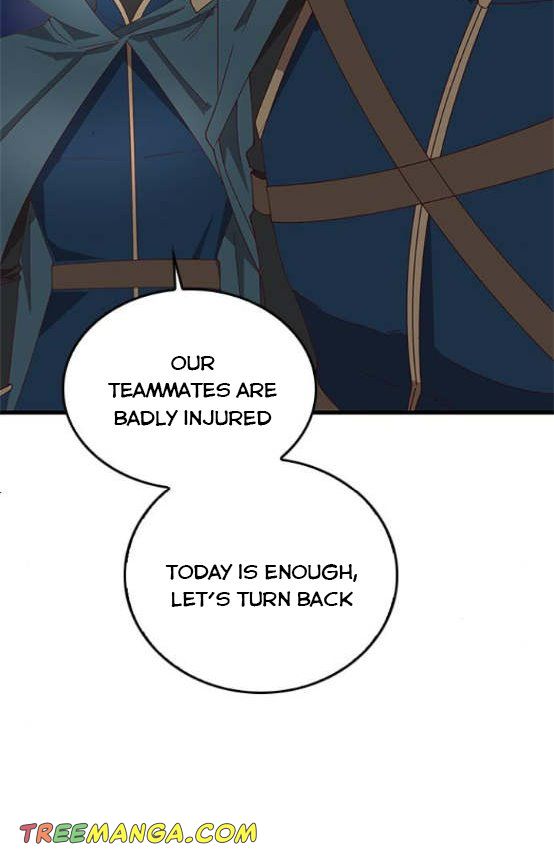 OUR
TEAMMATES ARE
BADLY INJURED
TODAY IS ENOUGH,
LET'S TURN BACK
TREEMANGA.COM